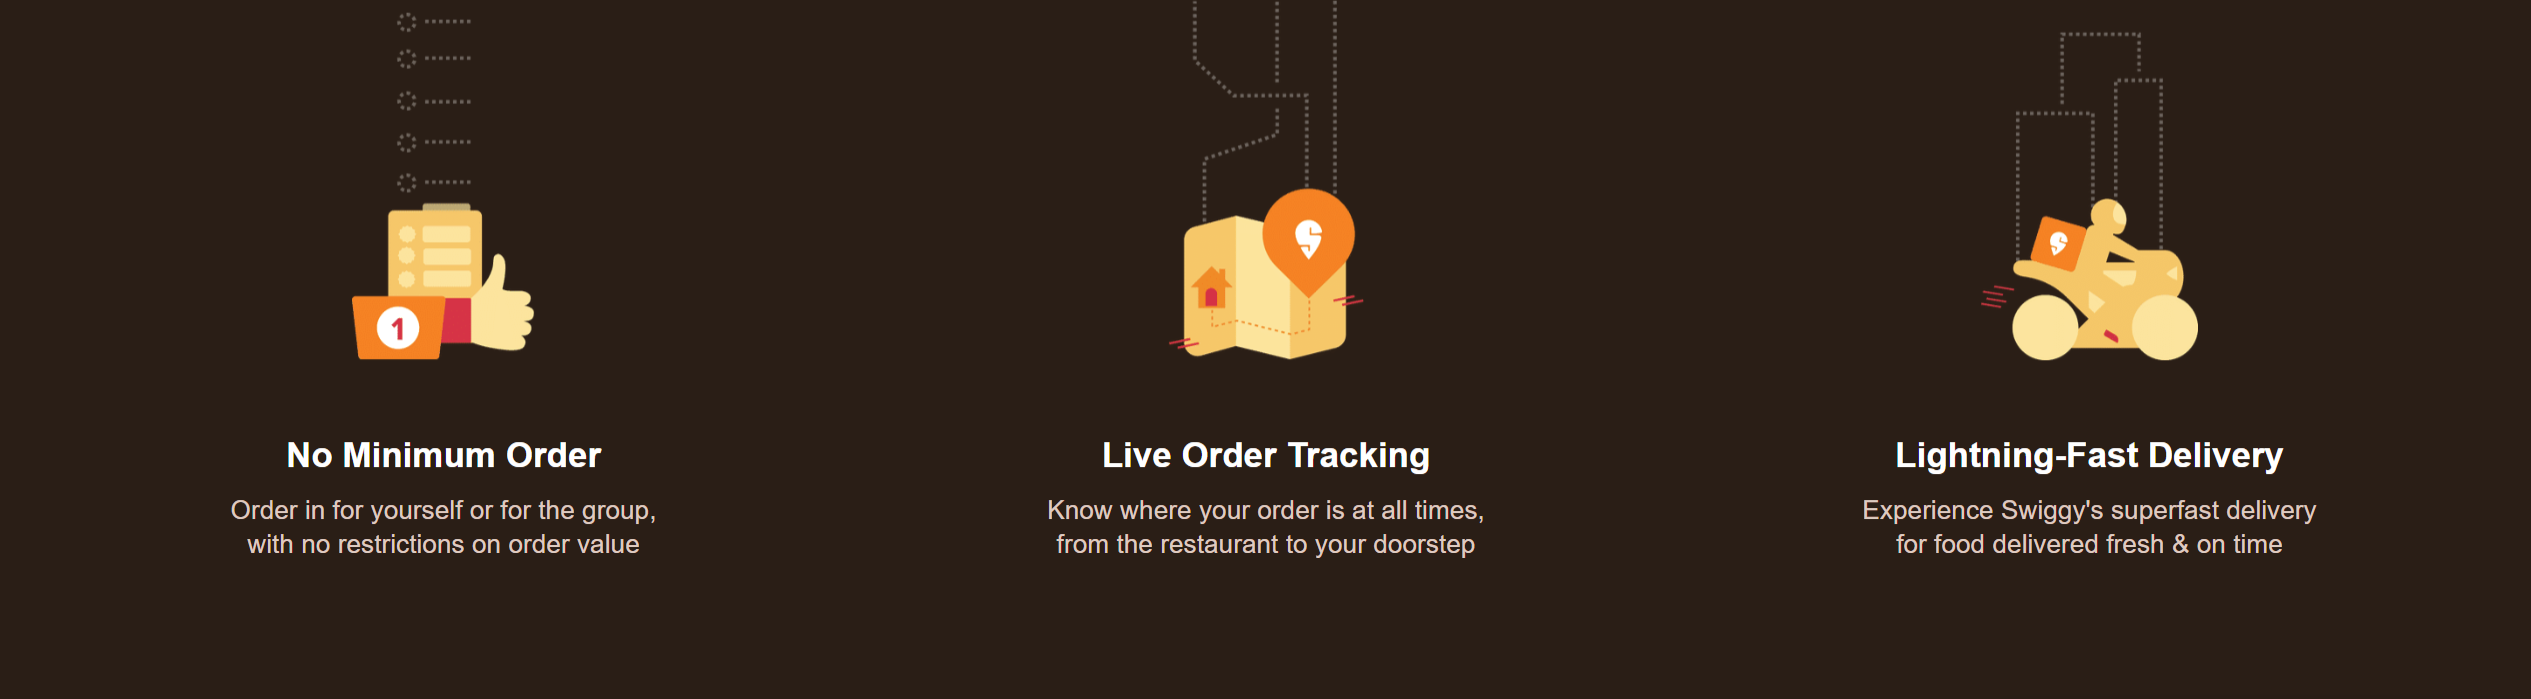 1
No Minimum Order
Order in for yourself or for the group,
with no restrictions on order value
Live Order Tracking
Know where your order is at all times,
from the restaurant to your doorstep
Lightning-Fast Delivery
Experience Swiggy's superfast delivery
for food delivered fresh & on time